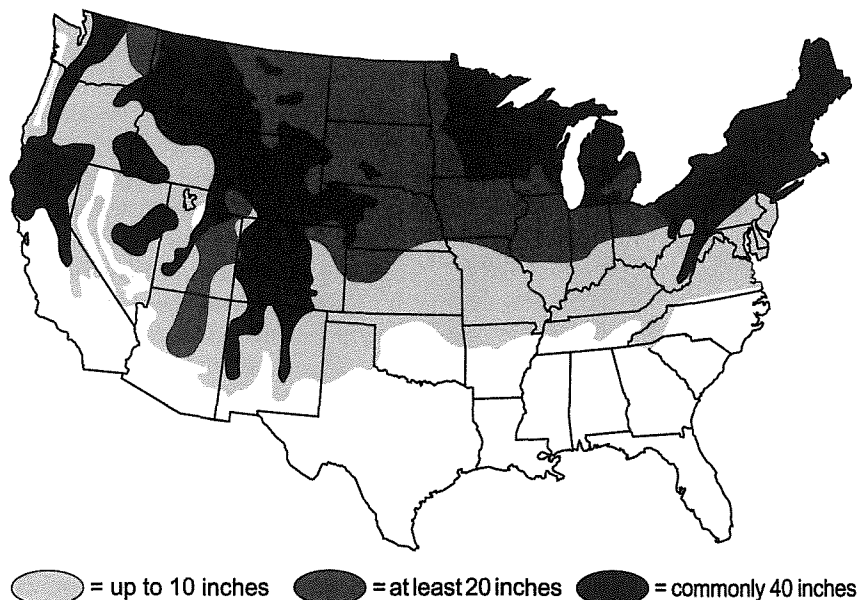 = up to 10 inches = at least 20 inches = commonly 40 inches